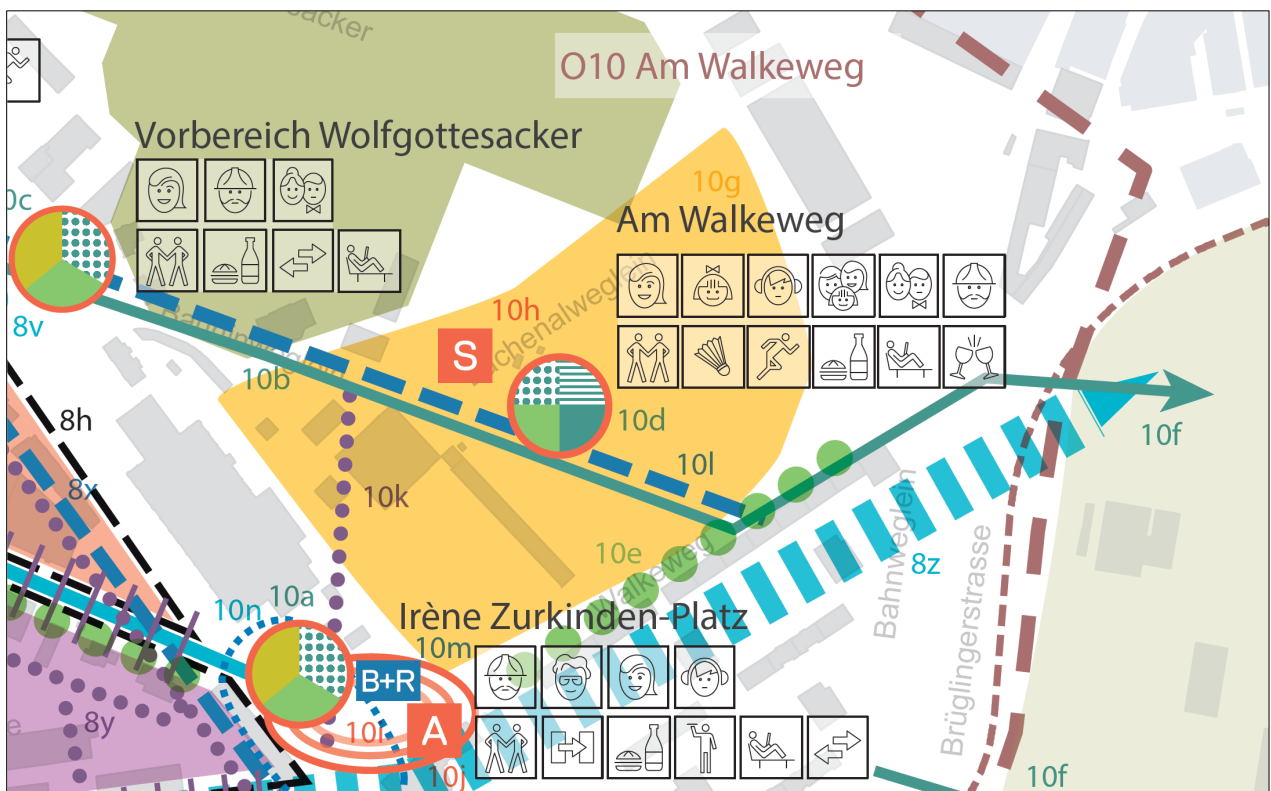 sacker
O10 Am Walkeweg
Vorbereich Wolfgottesacker
10g
0c
Am Walkeweg
8v
10h
S
10b
10d
8h
10f
8x
10l
10k
10e
Walkeweg
8z
Bahnweglein
Brüglingerstrasse
10n
10a
Irène Zurkinden-Platz
10m
B+R
10i
A
8y
e
10j
10f